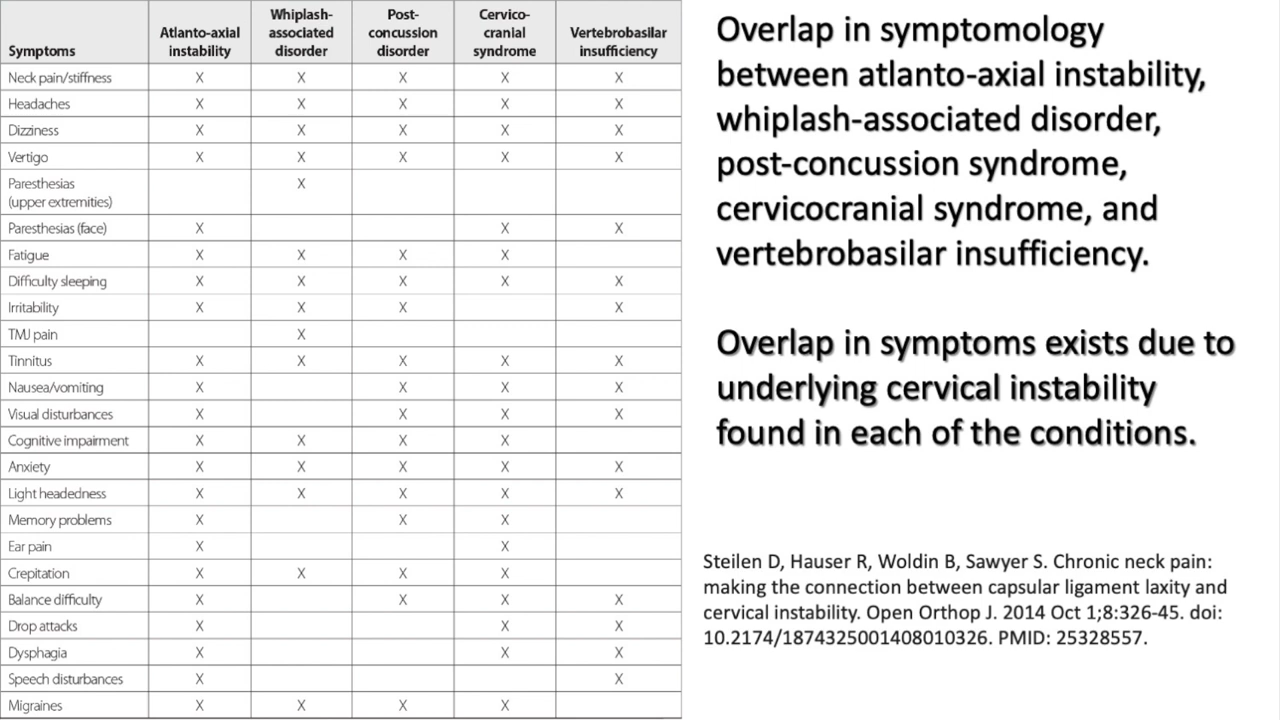 Symptoms Atlanto-axial instability Whiplash-associated disorder Post-concussion disorder Cervico-cranial syndrome Vertebrobasilar insufficiency
Neck pain/stiffness X X X X X
Headaches X X X X X
Dizziness X X X X X
Vertigo X X X X X
Paresthesias X
(upper extremities)
Paresthesias (face) X X X
Fatigue X X X X
Difficulty sleeping X X X X X
Irritability X X X X
TMJ pain X
Tinnitus X X X X X
Nausea/vomiting X X X X
Visual disturbances X X X X
Cognitive impairment X X X X
Anxiety X X X X X
Light headedness X X X X X
Memory problems X X X
Ear pain X X
Crepitation X X X X
Balance difficulty X X X X
Drop attacks X X X
Dysphagia X X X
Speech disturbances X X
Migraines X X X X
Overlap in symptomology
between atlanto-axial instability,
whiplash-associated disorder,
post-concussion syndrome,
cervicocranial syndrome, and
vertebrobasilar insufficiency.
Overlap in symptoms exists due to
underlying cervical instability
found in each of the conditions.
Steilen D, Hauser R, Woldin B, Sawyer S. Chronic neck pain:
making the connection between capsular ligament laxity and
cervical instability. Open Orthop J. 2014 Oct 1;8:326-45. doi:
10.2174/1874325001408010326. PMID: 25328557.